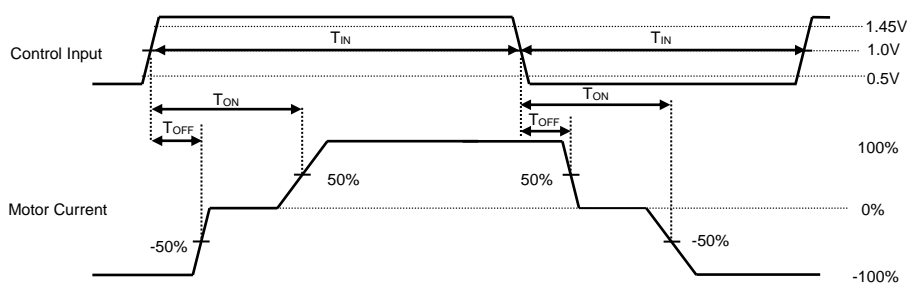 1.45V
Control Input
TIN
TIN
1.0V
0.5V
TON
TON
TOFF
TOFF
100%
50%
50%
Motor Current
0%
-50%
-50%
-100%